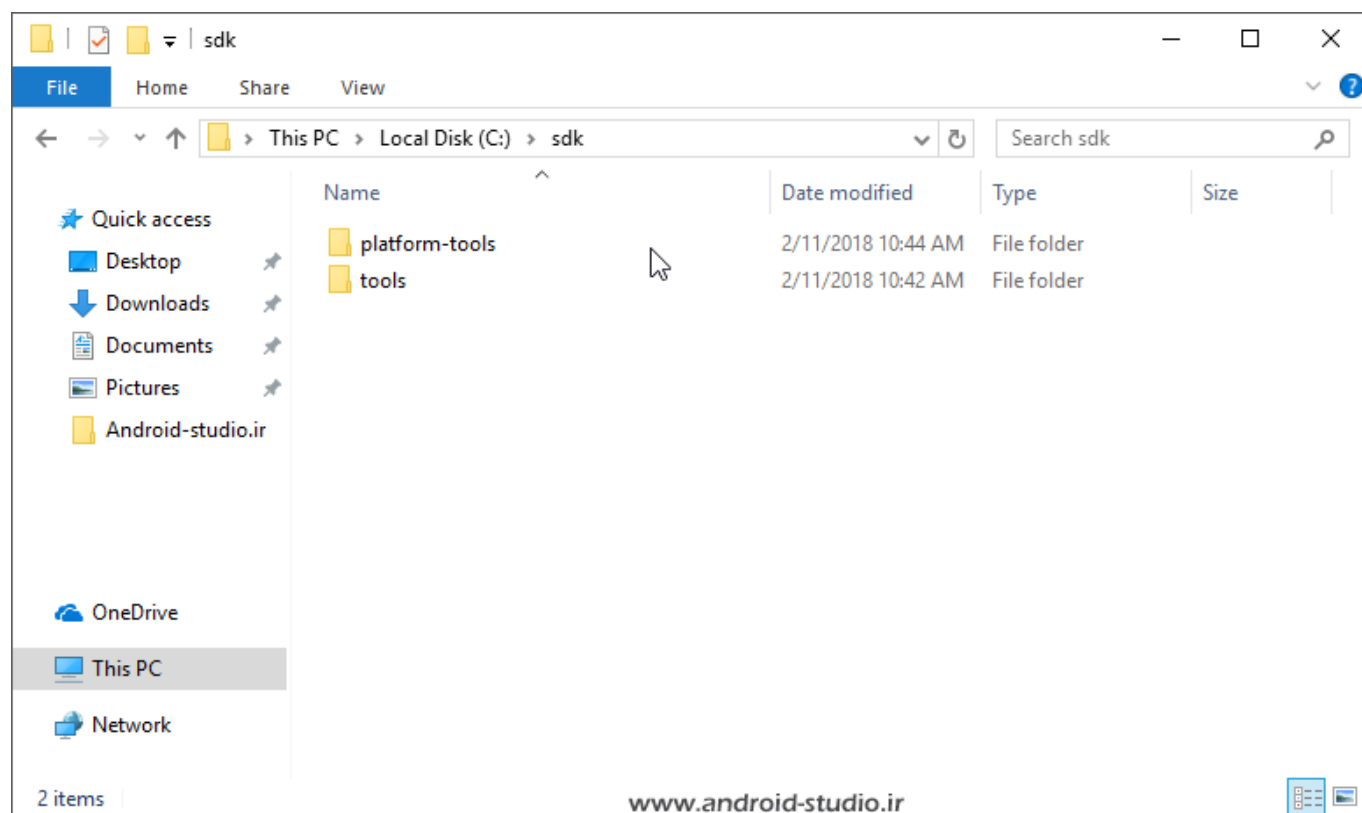 sdk
File Home Share View
This PC > Local Disk (C:) > sdk Search sdk
Name Date modified Type Size
Quick access
Desktop
Downloads
Documents
Pictures
Android-studio.ir
OneDrive
This PC
Network
platform-tools 2/11/2018 10:44 AM File folder
tools 2/11/2018 10:42 AM File folder
2 items
www.android-studio.ir